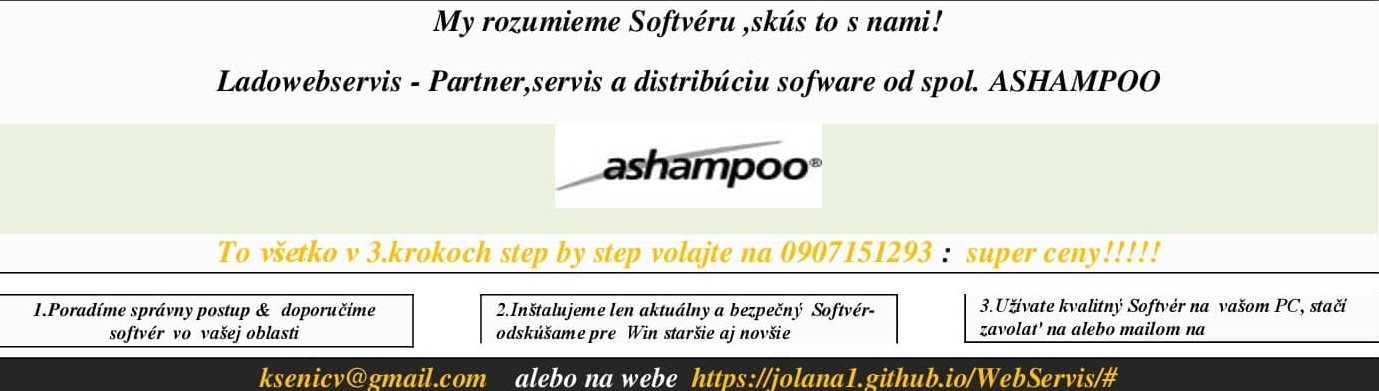 My rozumieme Softvéru ,skús to s nami!
Ladowebservis - Partner,servis a distribúciu sofware od spol. ASHAMPOO
ashampoo®
To všetko v 3.krokoch step by step volajte na 0907151293 : super ceny!!!!!
1.Poradíme správny postup & doporučíme
softvér vo vašej oblasti
2.Inštalujeme len aktuálny a bezpečný Softvér-
odskúšame pre Win staršie aj novšie
3.Užívate kvalitný Softvér na vašom PC, stačí
zavolat' na alebo mailom na
ksenicv@gmail.com alebo na webe https://jolana1.github.io/WebServis/#